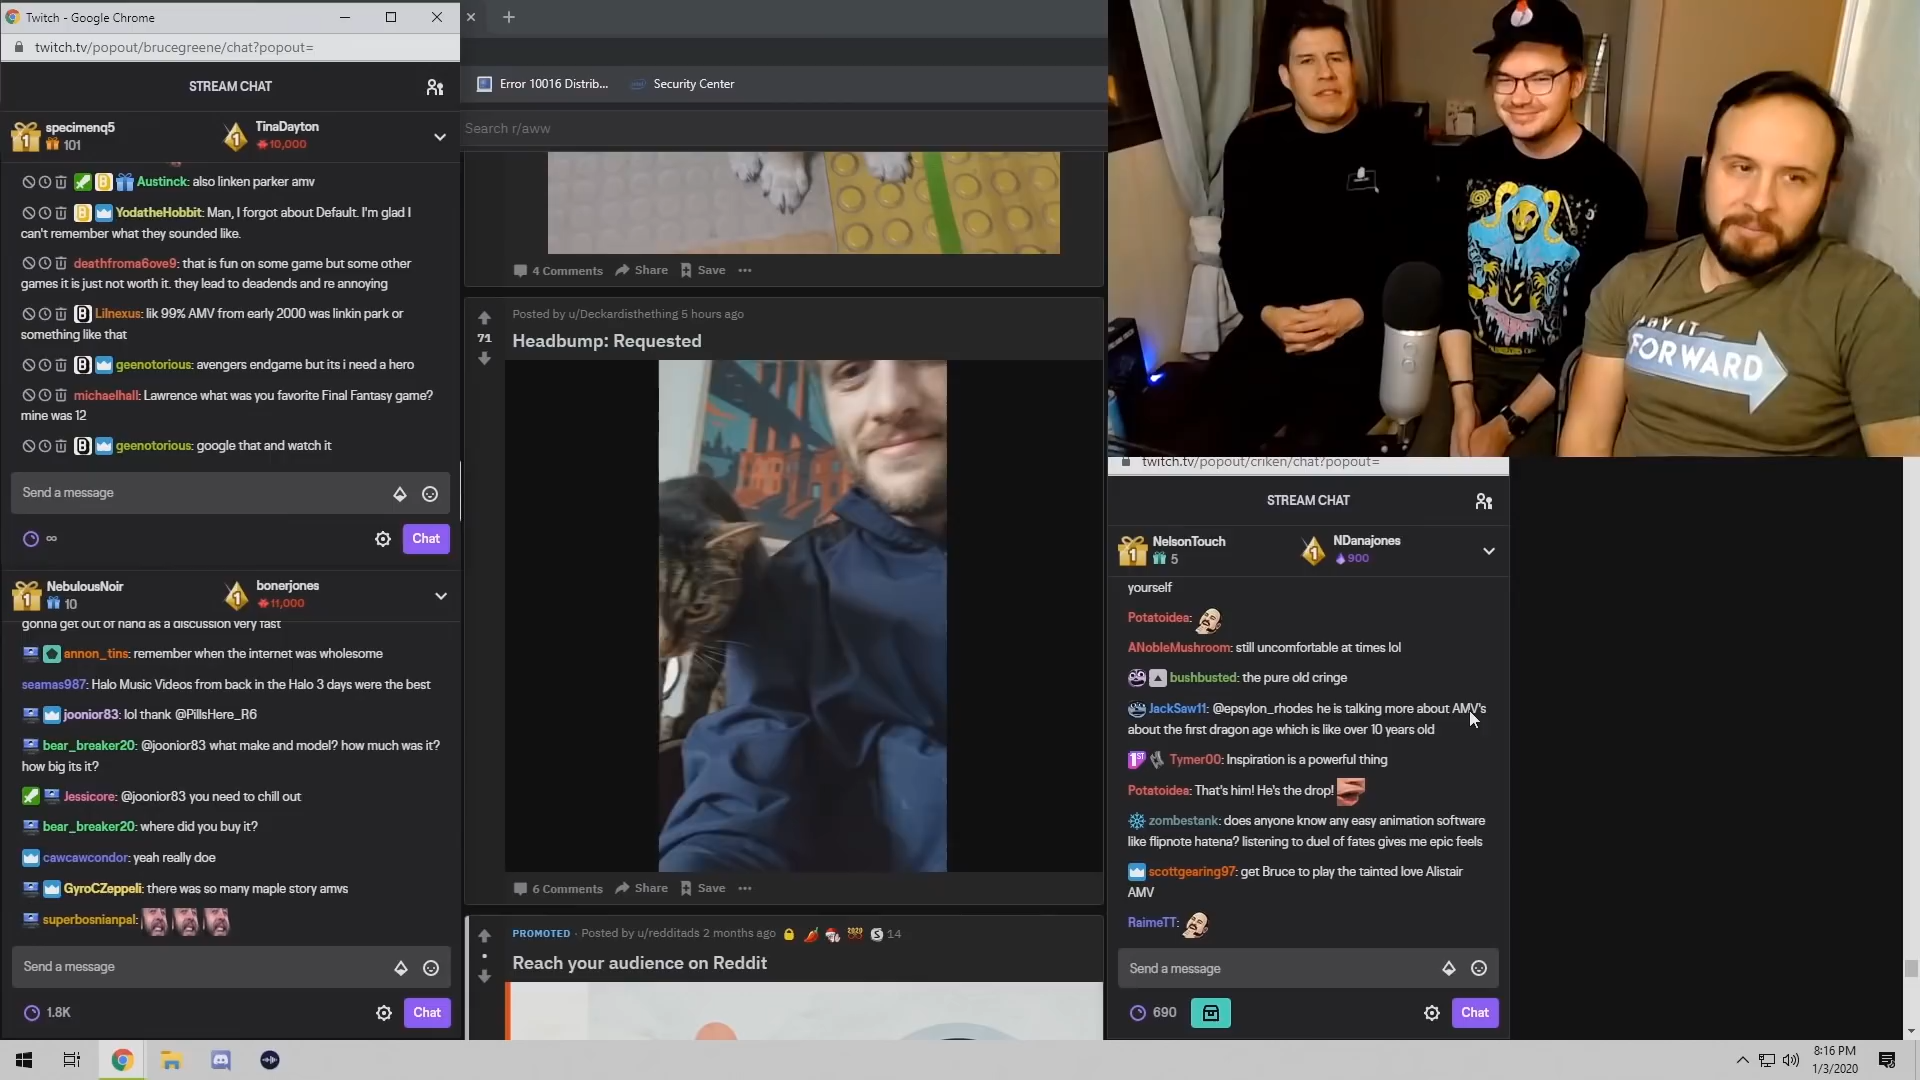 Twitch - Google Chrome
twitch.tv/popout/brucegreene/chat?popout=
STREAM CHAT
specimenq5
101
TinaDayton
10,000
Austinck: also linken parker amv
YodatheHobbit: Man, I forgot about Default. I'm glad I
can't remember what they sounded like.
deathfroma6ove9: that is fun on some game but some other
games it is just not worth it. they lead to deadends and re annoying
Lilnexus: lik 99% AMV from early 2000 was linkin park or
something like that
geenotorious: avengers endgame but its i need a hero
michaelhall: Lawrence what was you favorite Final Fantasy game?
mine was 12
geenotorious: google that and watch it
Send a message
∞
Chat
NebulousNoir
10
bonerjones
11,000
gonna get out of hand as a discussion very fast
annon_tins: remember when the internet was wholesome
seamas987: Halo Music Videos from back in the Halo 3 days were the best
joonior83: lol thank @PillsHere_R6
bear_breaker20: @joonior83 what make and model? how much was it?
how big its it?
Jessicore: @joonior83 you need to chill out
bear_breaker20: where did you buy it?
cawcawcondor: yeah really doe
GyroCZeppeli: there was so many maple story amvs
superbosnianpal:
Send a message
1.8K
Chat
Error 10016 Distrib...
Security Center
Search r/aww
4 Comments
Share
Save
Posted by u/Deckardisthething 5 hours ago
71
Headbump: Requested
6 Comments
Share
Save
PROMOTED · Posted by u/redditads 2 months ago
14
Reach your audience on Reddit
FORWARD
twitch.tv/popout/criken/chat?popout=
STREAM CHAT
NelsonTouch
5
NDanajones
900
yourself
Potatoidea:
ANobleMushroom: still uncomfortable at times lol
bushbusted: the pure old cringe
JackSaw11: @epsylon_rhodes he is talking more about AMV's
about the first dragon age which is like over 10 years old
Tymer00: Inspiration is a powerful thing
Potatoidea: That's him! He's the drop!
zombestank: does anyone know any easy animation software
like flipnote hatena? listening to duel of fates gives me epic feels
scottgearing97: get Bruce to play the tainted love Alistair
AMV
RaimeTT:
Send a message
690
Chat
8:16 PM
1/3/2020